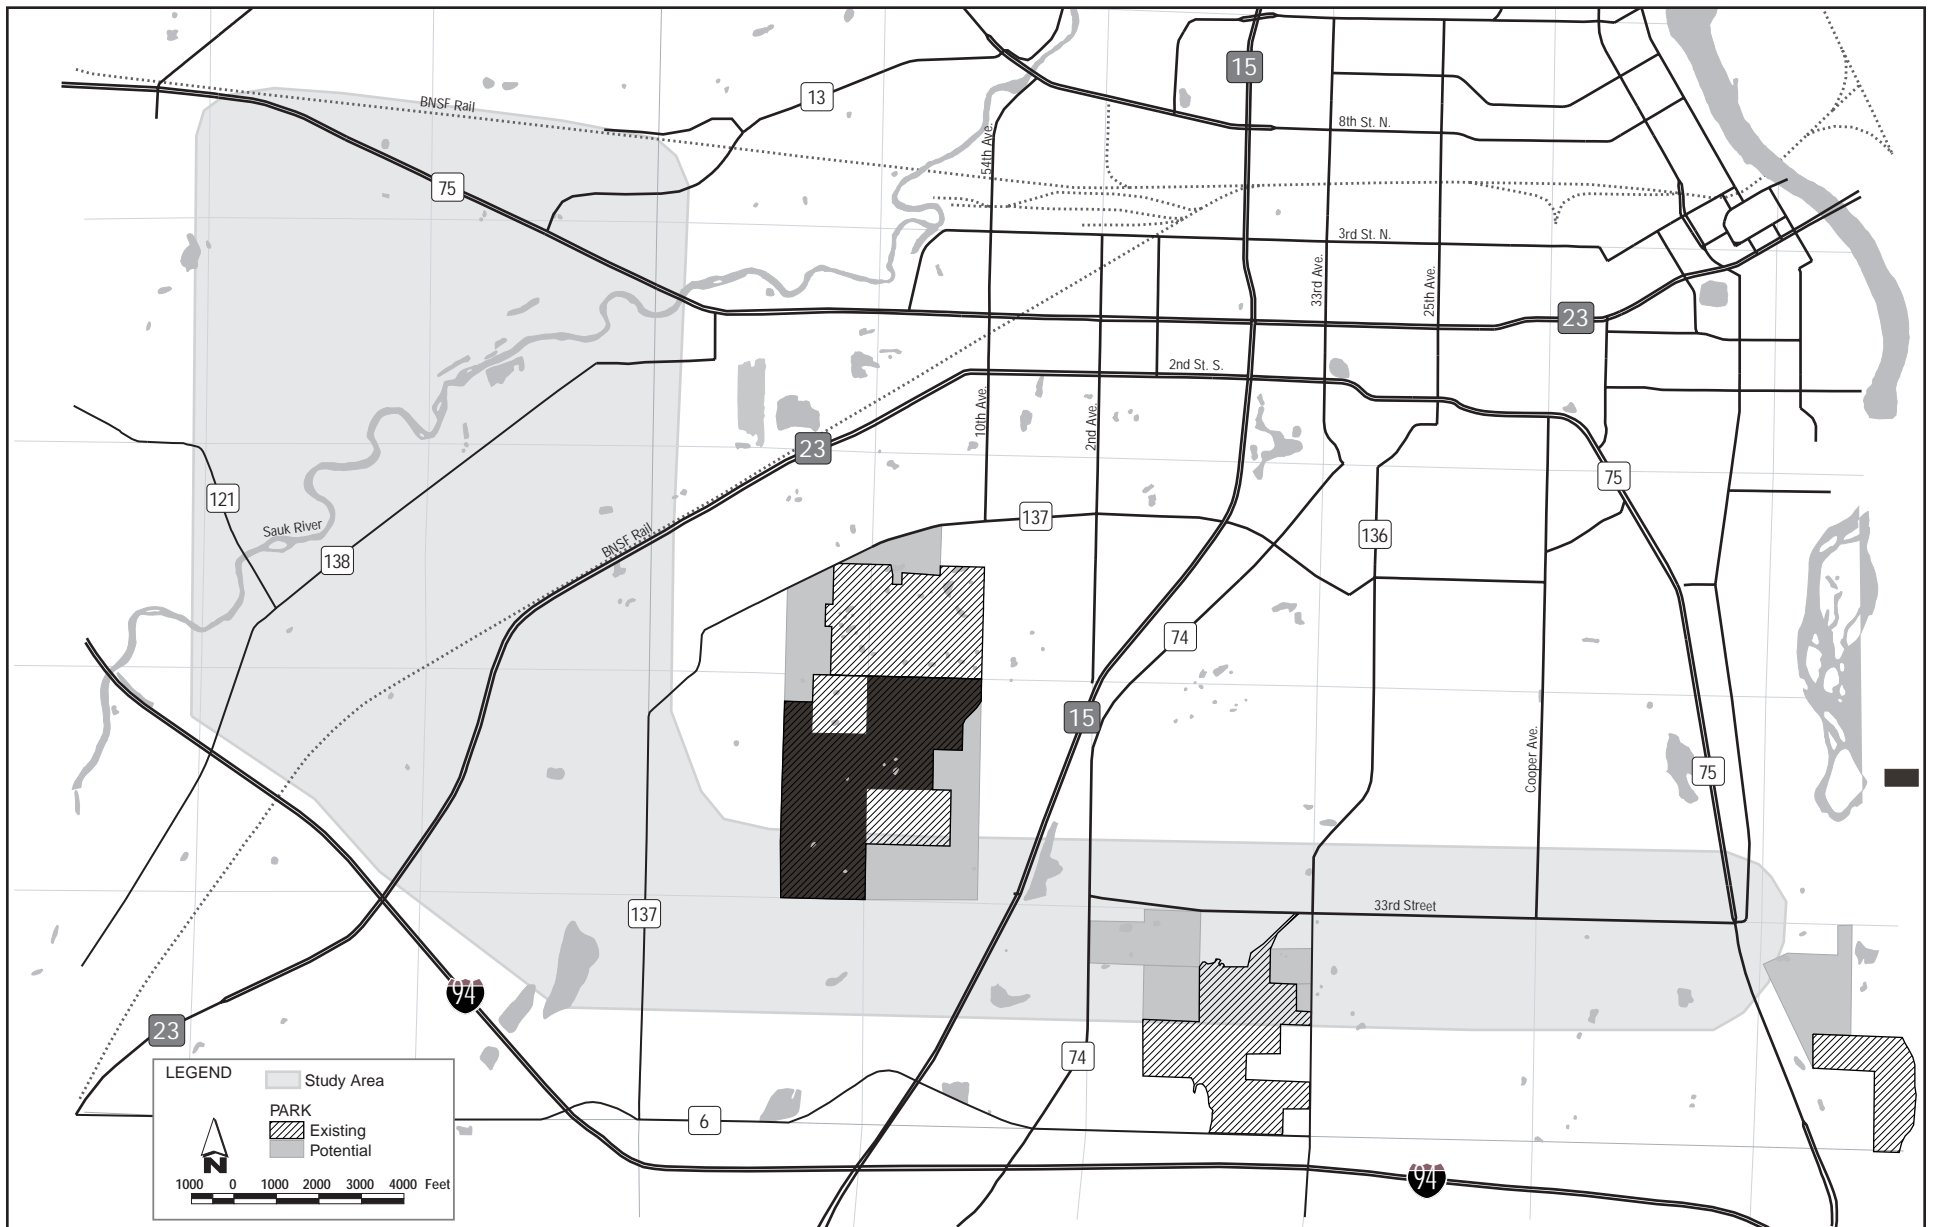 15
13
BNSF Rail
8th St. N.
54th Ave.
75
3rd St. N.
33rd Ave.
25th Ave.
23
2nd St. S.
10th Ave.
2nd Ave.
23
75
121
Sauk River
137
136
BNSF Rail
138
74
15
Cooper Ave.
75
137
33rd Street
94
23
74
LEGEND
Study Area
PARK
Existing
Potential
N
1000 0 1000 2000 3000 4000 Feet
6
94